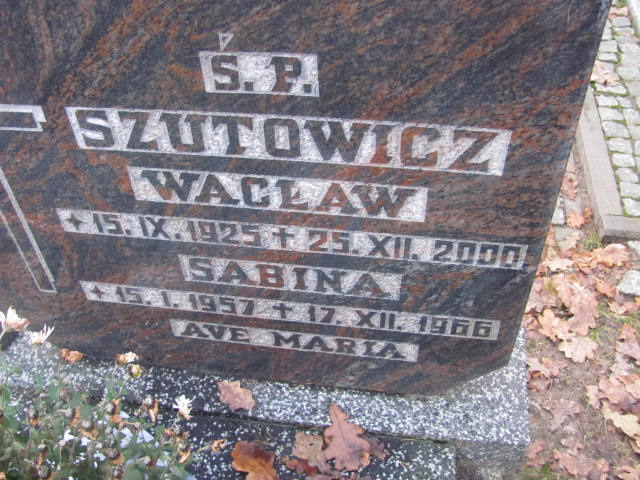 Ś. P.
SZUTOWICZ
WACŁAW
* 15. IX. 1925 + 25. XII. 2000
SABINA
* 15. I. 1957 + 17. XII. 1966
AVE MARIA